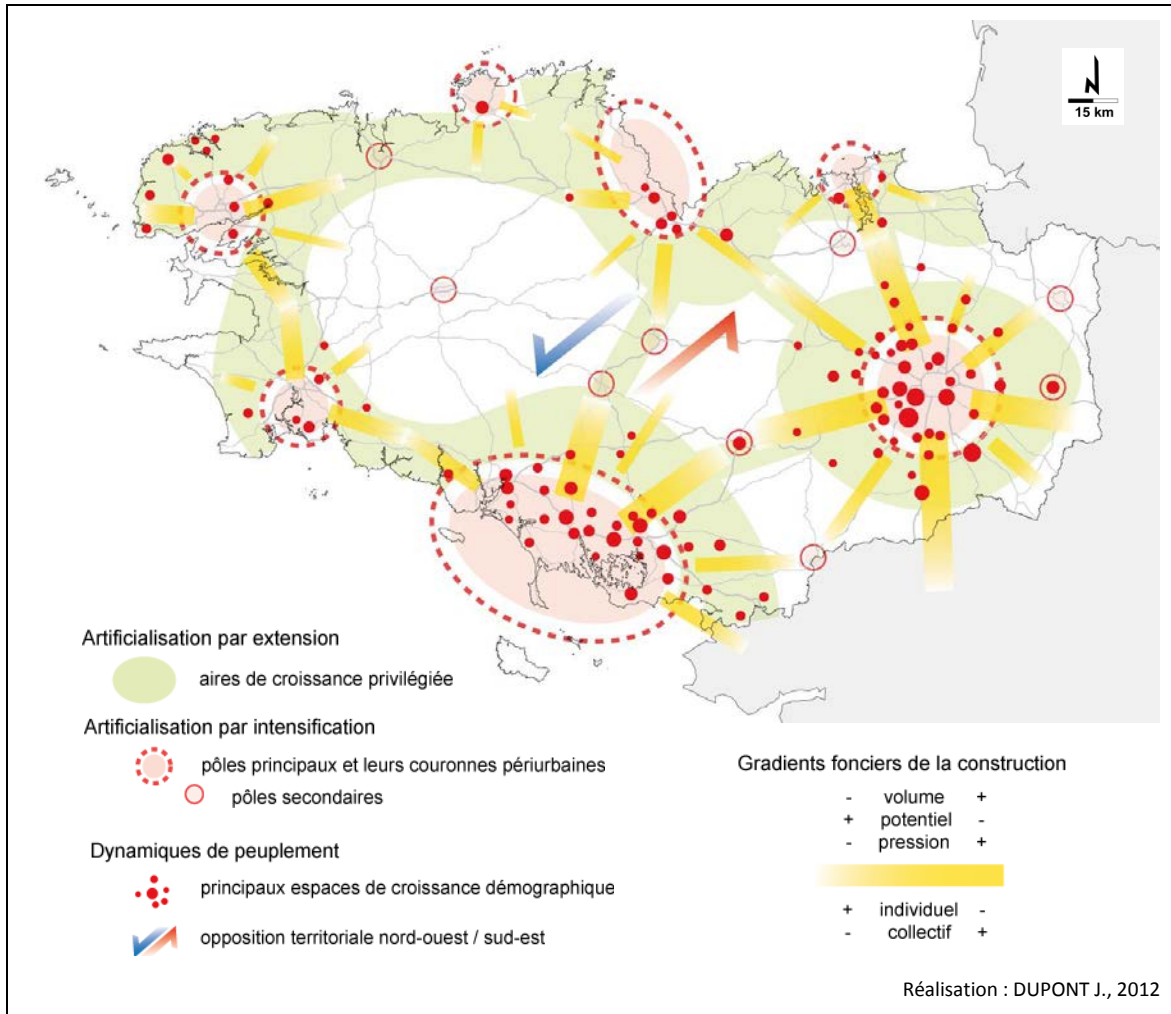 N
15 km
Artificialisation par extension
aires de croissance privilégiée
Artificialisation par intensification
pôles principaux et leurs couronnes périurbaines
pôles secondaires
Dynamiques de peuplement
principaux espaces de croissance démographique
opposition territoriale nord-ouest / sud-est
Gradients fonciers de la construction
- volume +
+ potentiel -
- pression +
+ individuel -
- collectif +
Réalisation : DUPONT J., 2012